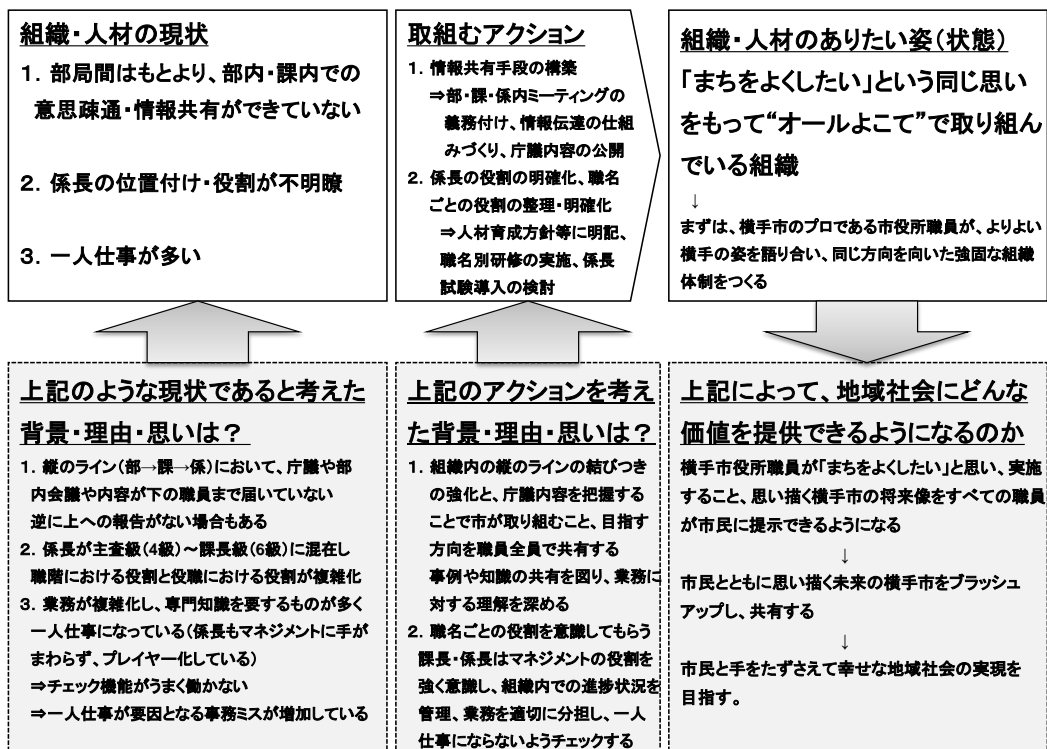 組織・人材の現状
1. 部局間はもとより、部内・課内での
意思疎通・情報共有ができていない
2. 係長の位置付け・役割が不明瞭
3. 一人仕事が多い
取組むアクション
1. 情報共有手段の構築
⇒部・課・係内ミーティングの
義務付け、情報伝達の仕組
みづくり、庁議内容の公開
2. 係長の役割の明確化、職名
ごとの役割の整理・明確化
⇒人材育成方針等に明記、
職名別研修の実施、係長
試験導入の検討
組織・人材のありたい姿(状態)
「まちをよくしたい」という同じ思い
をもって“オールよこて”で取り組ん
でいる組織
↓
まずは、横手市のプロである市役所職員が、よりよい
横手の姿を語り合い、同じ方向を向いた強固な組織
体制をつくる
上記のような現状であると考えた
背景・理由・思いは?
1. 縦のライン(部→課→係)において、庁議や部
内会議や内容が下の職員まで届いていない
逆に上への報告がない場合もある
2. 係長が主査級(4級)～課長級(6級)に混在し
職階における役割と役職における役割が複雑化
3. 業務が複雑化し、専門知識を要するものが多く
一人仕事になっている(係長もマネジメントに手が
まわらず、プレイヤー化している)
⇒チェック機能がうまく働かない
⇒一人仕事が要因となる事務ミスが増加している
上記のアクションを考え
た背景・理由・思いは?
1. 組織内の縦のラインの結びつき
の強化と、庁議内容を把握する
ことで市が取り組むこと、目指す
方向を職員全員で共有する
事例や知識の共有を図り、業務に
対する理解を深める
2. 職名ごとの役割を意識してもらう
課長・係長はマネジメントの役割を
強く意識し、組織内での進捗状況を
管理、業務を適切に分担し、一人
仕事にならないようチェックする
上記によって、地域社会にどんな
価値を提供できるようになるのか
横手市役所職員が「まちをよくしたい」と思い、実施
すること、思い描く横手市の将来像をすべての職員
が市民に提示できるようになる
↓
市民とともに思い描く未来の横手市をブラッシュ
アップし、共有する
↓
市民と手をたずさえて幸せな地域社会の実現を
目指す。